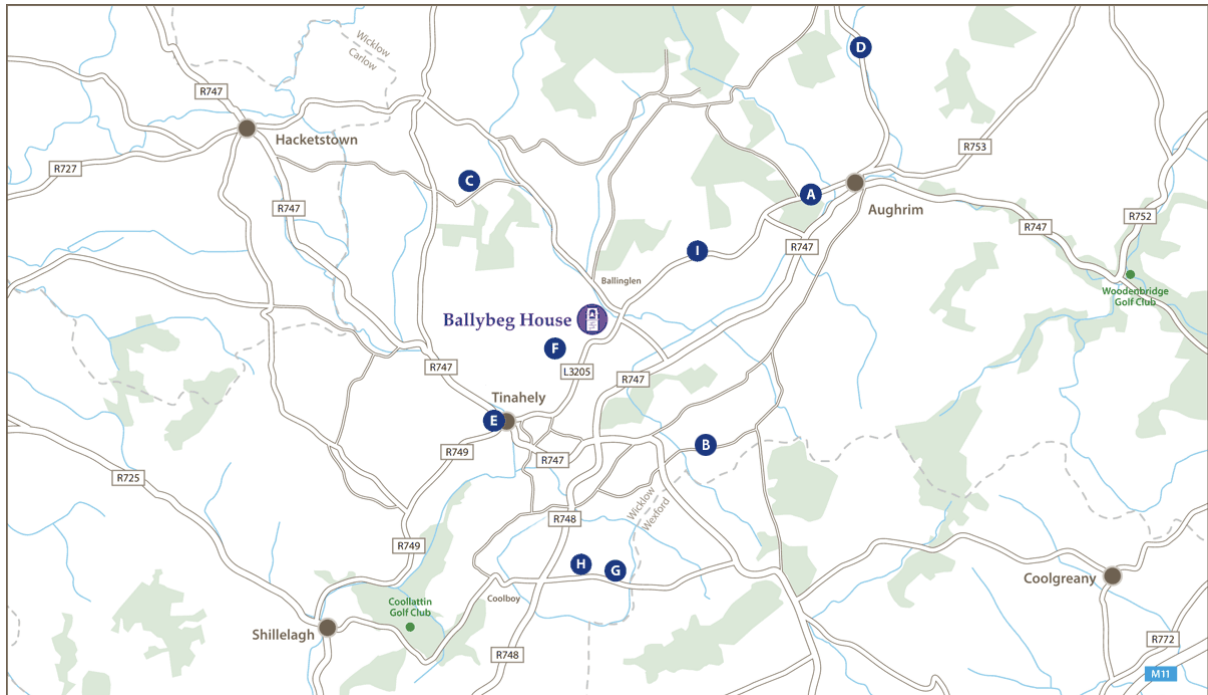 D
Wicklow
Carlow
R747
Hacketstown
R753
R727
C
A
Aughrim
R747
R752
R747
R747
I
Ballinglen
Woodenbridge
Golf Club
Ballybeg House
F
R747
L3205
R747
Tinahely
E
B
R749
R747
R725
Wicklow
Wexford
R748
R749
H
G
Coolgreany
Coollattin
Golf Club
Coolboy
Shillelagh
R748
R772
M11